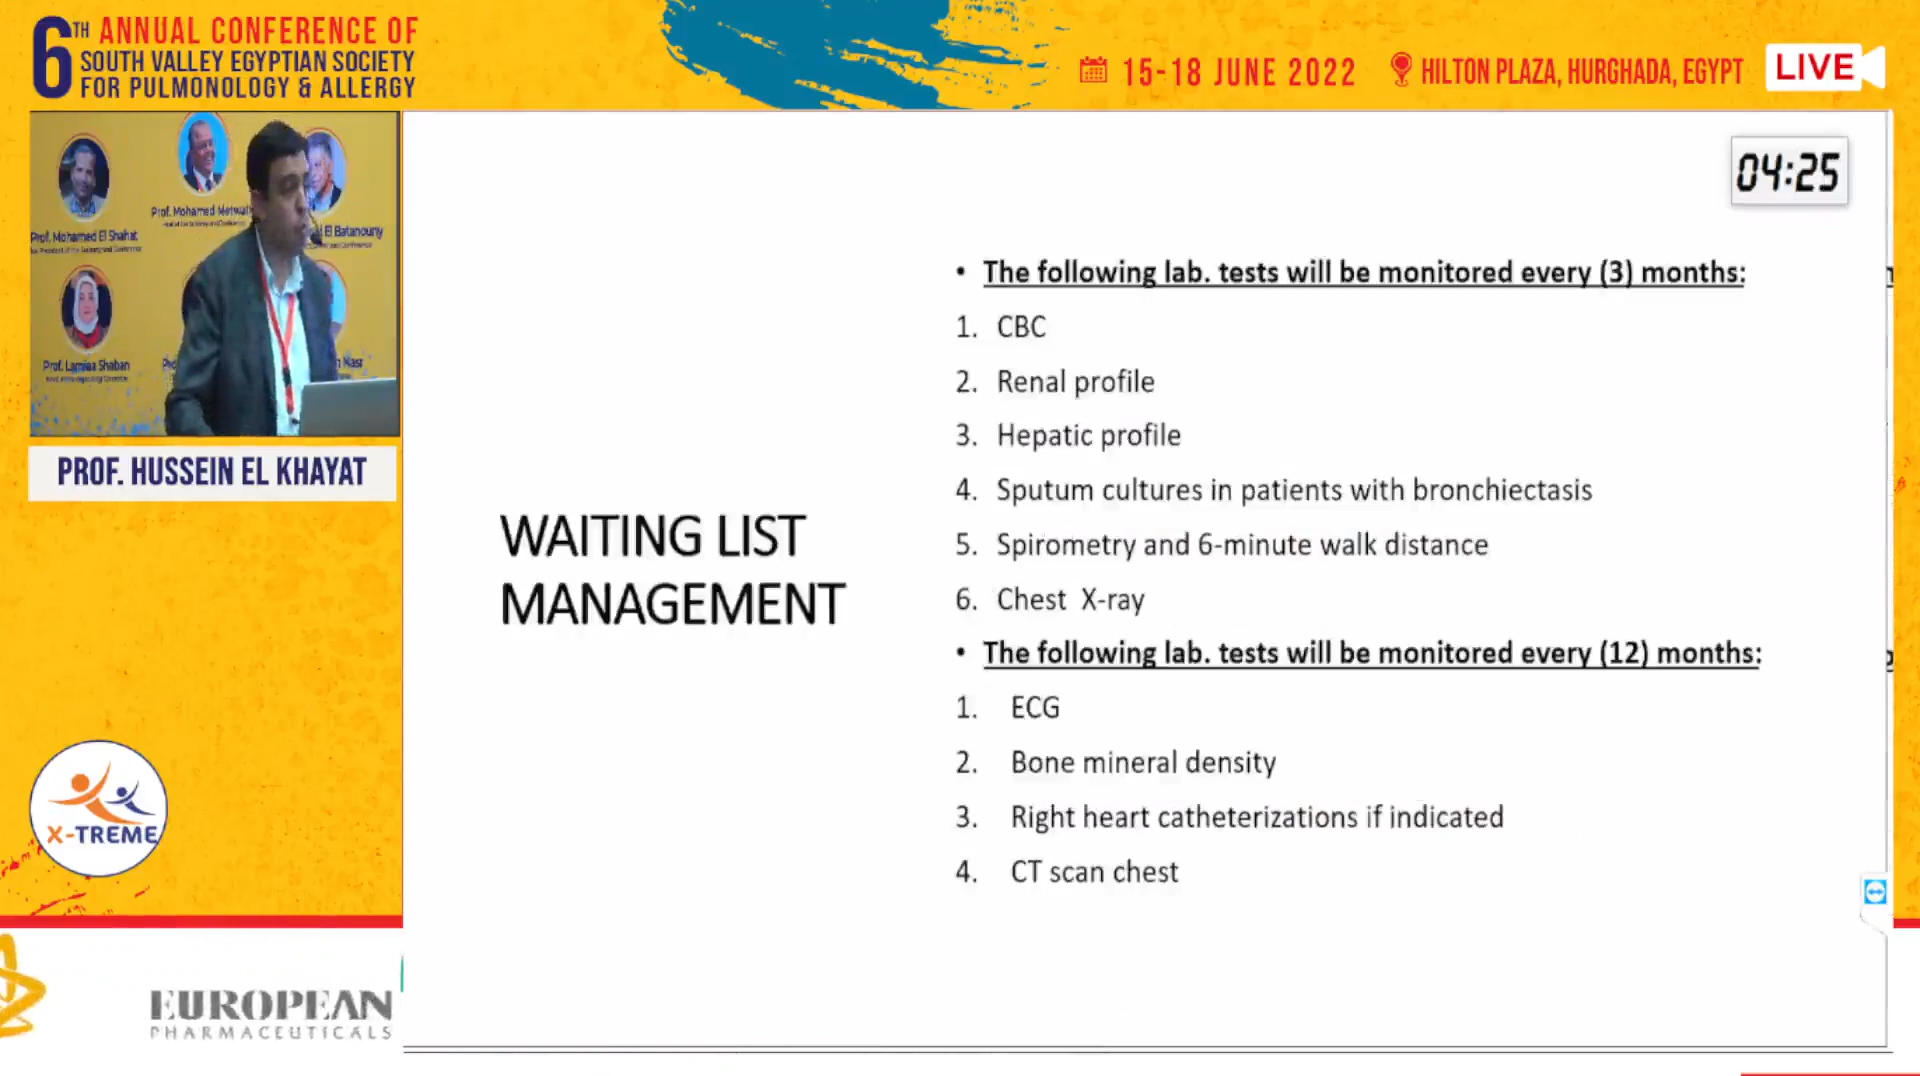 6TH ANNUAL CONFERENCE OF
SOUTH VALLEY EGYPTIAN SOCIETY
FOR PULMONOLOGY & ALLERGY
15-18 JUNE 2022
HILTON PLAZA, HURGHADA, EGYPT
LIVE
Prof. Mohamed El Shahat
Prof. Mohamed Metwally
El Batanouny
Prof. Lamiaa Shaban
Nasr
PROF. HUSSEIN EL KHAYAT
X-TREME
EUROPEAN
PHARMACEUTICALS
04:25
WAITING LIST
MANAGEMENT
• The following lab. tests will be monitored every (3) months:
1. CBC
2. Renal profile
3. Hepatic profile
4. Sputum cultures in patients with bronchiectasis
5. Spirometry and 6-minute walk distance
6. Chest X-ray
• The following lab. tests will be monitored every (12) months:
1. ECG
2. Bone mineral density
3. Right heart catheterizations if indicated
4. CT scan chest